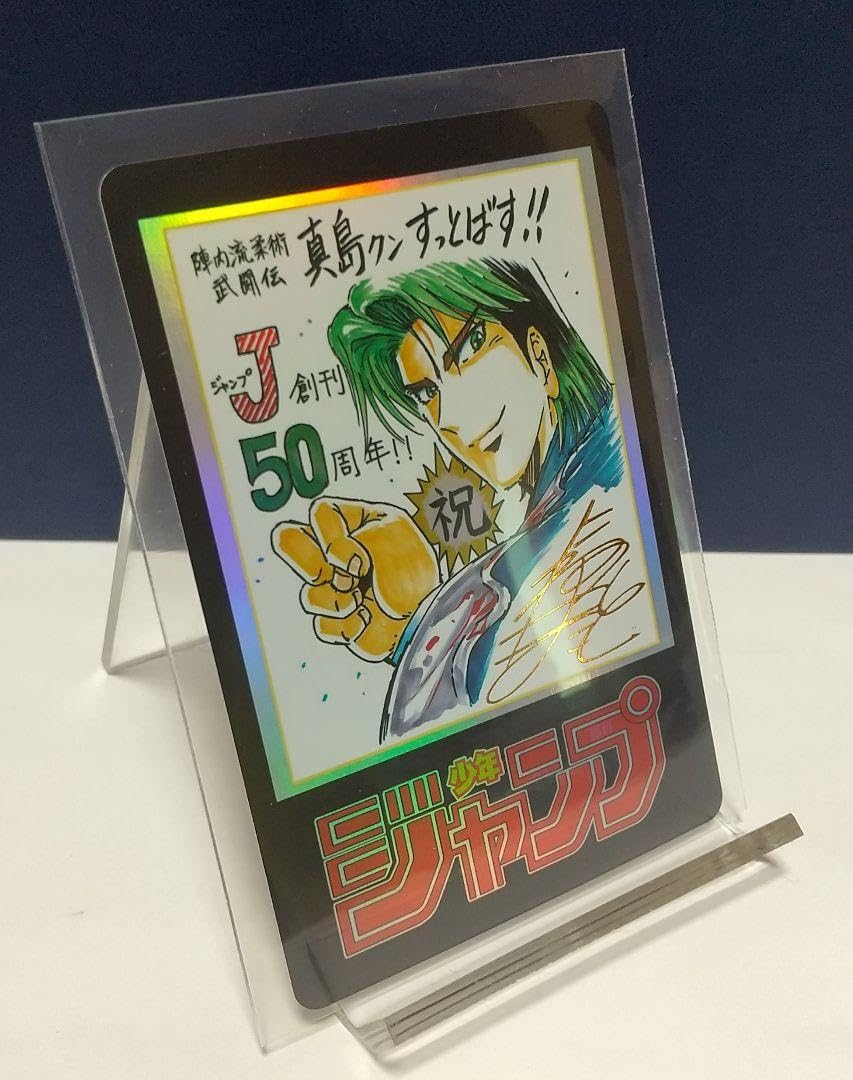 陣内流柔術
武闘伝
真島クンすっとばす!!
ジャンプ
J創刊
50周年!!
祝
少年
ジャンプ